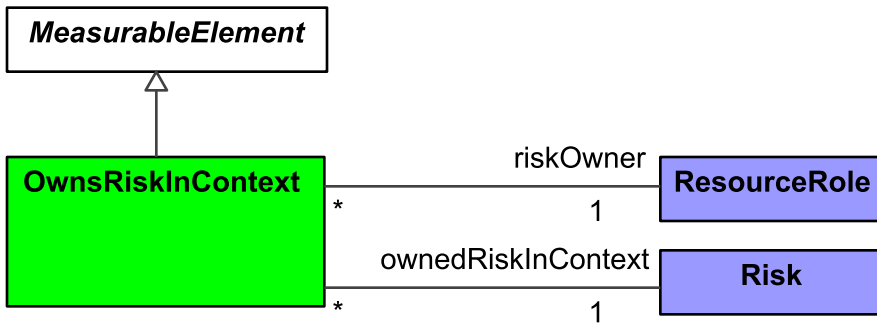 MeasurableElement
OwnsRiskInContext
riskOwner
ResourceRole
*
1
ownedRiskInContext
Risk
*
1